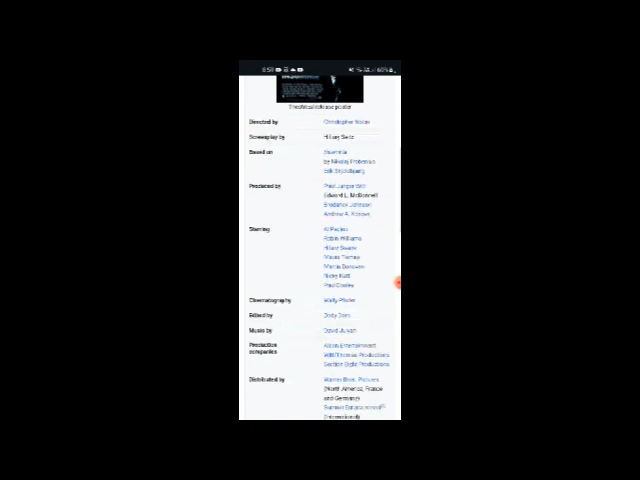 Theatrical release poster
Directed by Christopher Nolan
Screenplay by Hillary Seitz
Based on Insomnia
by Nikolaj Frobenius
Erik Skjoldbjærg
Produced by Paul Junger Witt
Edward L. McDonnell
Broderick Johnson
Andrew A. Kosove
Starring Al Pacino
Robin Williams
Hilary Swank
Maura Tierney
Martin Donovan
Nicky Katt
Paul Dooley
Cinematography Wally Pfister
Edited by Dody Dorn
Music by David Julyan
Production Alcon Entertainment
companies Witt/Thomas Productions
Section Eight Productions
Distributed by Warner Bros. Pictures
(North America, France
and Germany)
Summit Entertainment
(International)